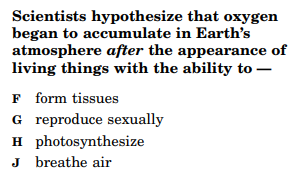 Scientists hypothesize that oxygen
began to accumulate in Earth's
atmosphere after the appearance of
living things with the ability to —
F form tissues
G reproduce sexually
H photosynthesize
J breathe air